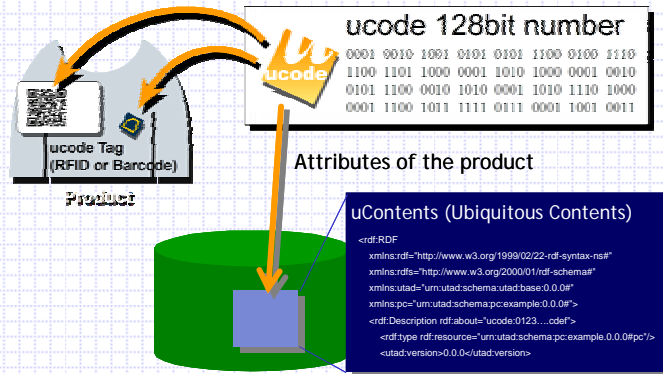 ucode 128bit number
0001 0010 1001 0101 0101 1100 0100 1110
1100 1101 1000 0001 1010 1000 0001 0010
0101 1100 0010 1010 0001 1010 1110 1000
0001 1100 1011 1111 0111 0001 1001 0011
u
ucode
ucode Tag
(RFID or Barcode)
Product
Attributes of the product
uContents (Ubiquitous Contents)
<rdf:RDF
xmlns:rdf="http://www.w3.org/1999/02/22-rdf-syntax-ns#"
xmlns:rdfs="http://www.w3.org/2000/01/rdf-schema#"
xmlns:utad="urn:utad:schema:utad:base:0.0.0#"
xmlns:pc="urn:utad:schema:pc:example:0.0.0#">
<rdf:Description rdf:about="ucode:0123....cdef">
<rdf:type rdf:resource="urn:utad:schema:pc:example.0.0.0#pc"/>
<utad:version>0.0.0</utad:version>